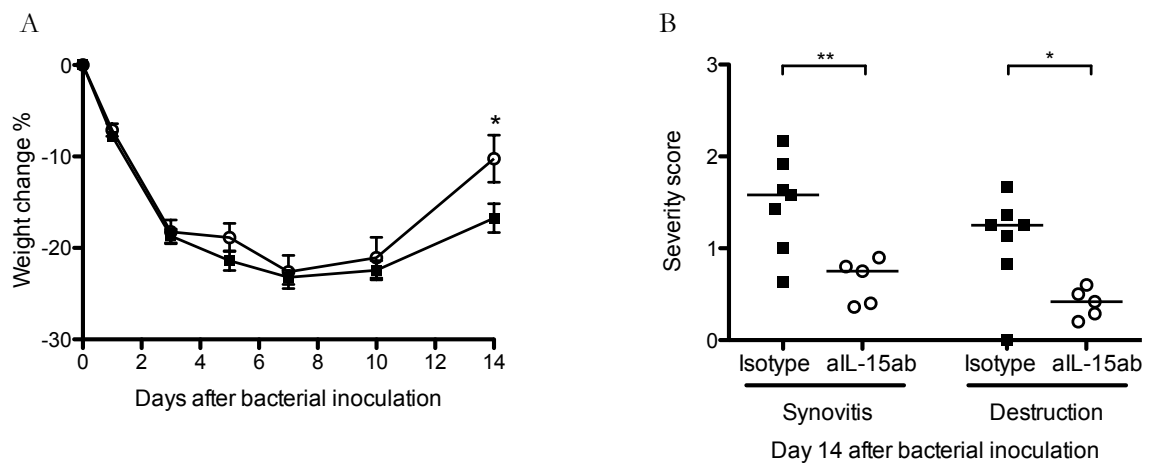 A
0
-10
-20
-30
Weight change %
*
0 2 4 6 8 10 12 14
Days after bacterial inoculation
B
3
2
1
0
Severity score
** *
Isotype aIL-15ab Isotype aIL-15ab
Synovitis Destruction
Day 14 after bacterial inoculation